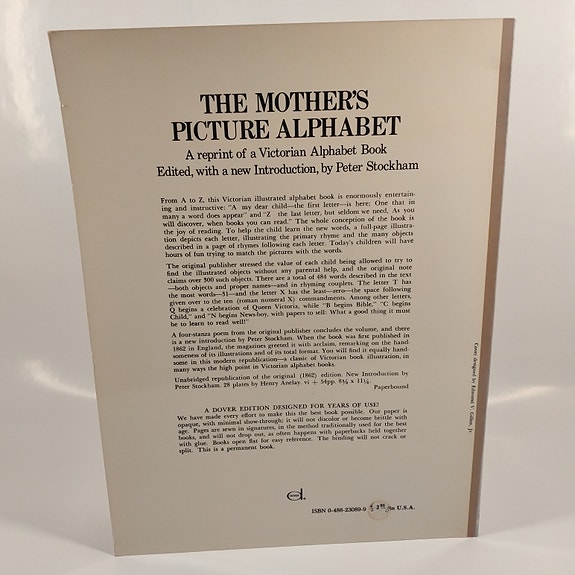 THE MOTHER'S
PICTURE ALPHABET
A reprint of a Victorian Alphabet Book
Edited, with a new Introduction, by Peter Stockham
From A to Z, this Victorian illustrated alphabet book is enormously entertain-
ing and instructive: "A my dear child—the first letter—is here; One that in
many a word does appear" and "Z the last letter, but seldom we need, As you
will discover, when books you can read." The whole conception of the book is
the joy of reading. To help the child learn the new words, a full-page illustra-
tion depicts each letter, illustrating the primary rhyme and the many objects
described in a page of rhymes following each letter. Today's children will have
hours of fun trying to match the pictures with the words.
The original publisher stressed the value of each child being allowed to try to
find the illustrated objects without any parental help, and the original note
claims over 300 such objects. There are a total of 484 words described in the text
—both objects and proper names—and in rhyming couplets. The letter T has
the most words—31—and the letter X has the least—zero—the space following
given over to the ten (roman numeral X) commandments. Among other letters,
Q begins a celebration of Queen Victoria, while "B begins Bible," "C begins
Child," and "N begins News-boy, with papers to sell: What a good thing it must
be to learn to read well!"
A four-stanza poem from the original publisher concludes the volume, and there
is a new introduction by Peter Stockham. When the book was first published in
1862 in England, the magazines greeted it with acclaim, remarking on the hand-
someness of its illustrations and of its total format. You will find it equally hand-
some in this modern republication—a classic of Victorian book illustration, in
many ways the high point in Victorian alphabet books.
Unabridged republication of the original (1862) edition. New Introduction by
Peter Stockham. 28 plates by Henry Anelay. vi + 54pp. 8¼ x 11¼.
Paperbound
A DOVER EDITION DESIGNED FOR YEARS OF USE!
We have made every effort to make this the best book possible. Our paper is
opaque, with minimal show-through; it will not discolor or become brittle with
age. Pages are sewn in signatures, in the method traditionally used for the best
books, and will not drop out, as often happens with paperbacks held together
with glue. Books open flat for easy reference. The binding will not crack or
split. This is a permanent book.
ISBN 0-486-23089-9 in U.S.A.
Cover designed by Edmund V. Gillon, Jr.